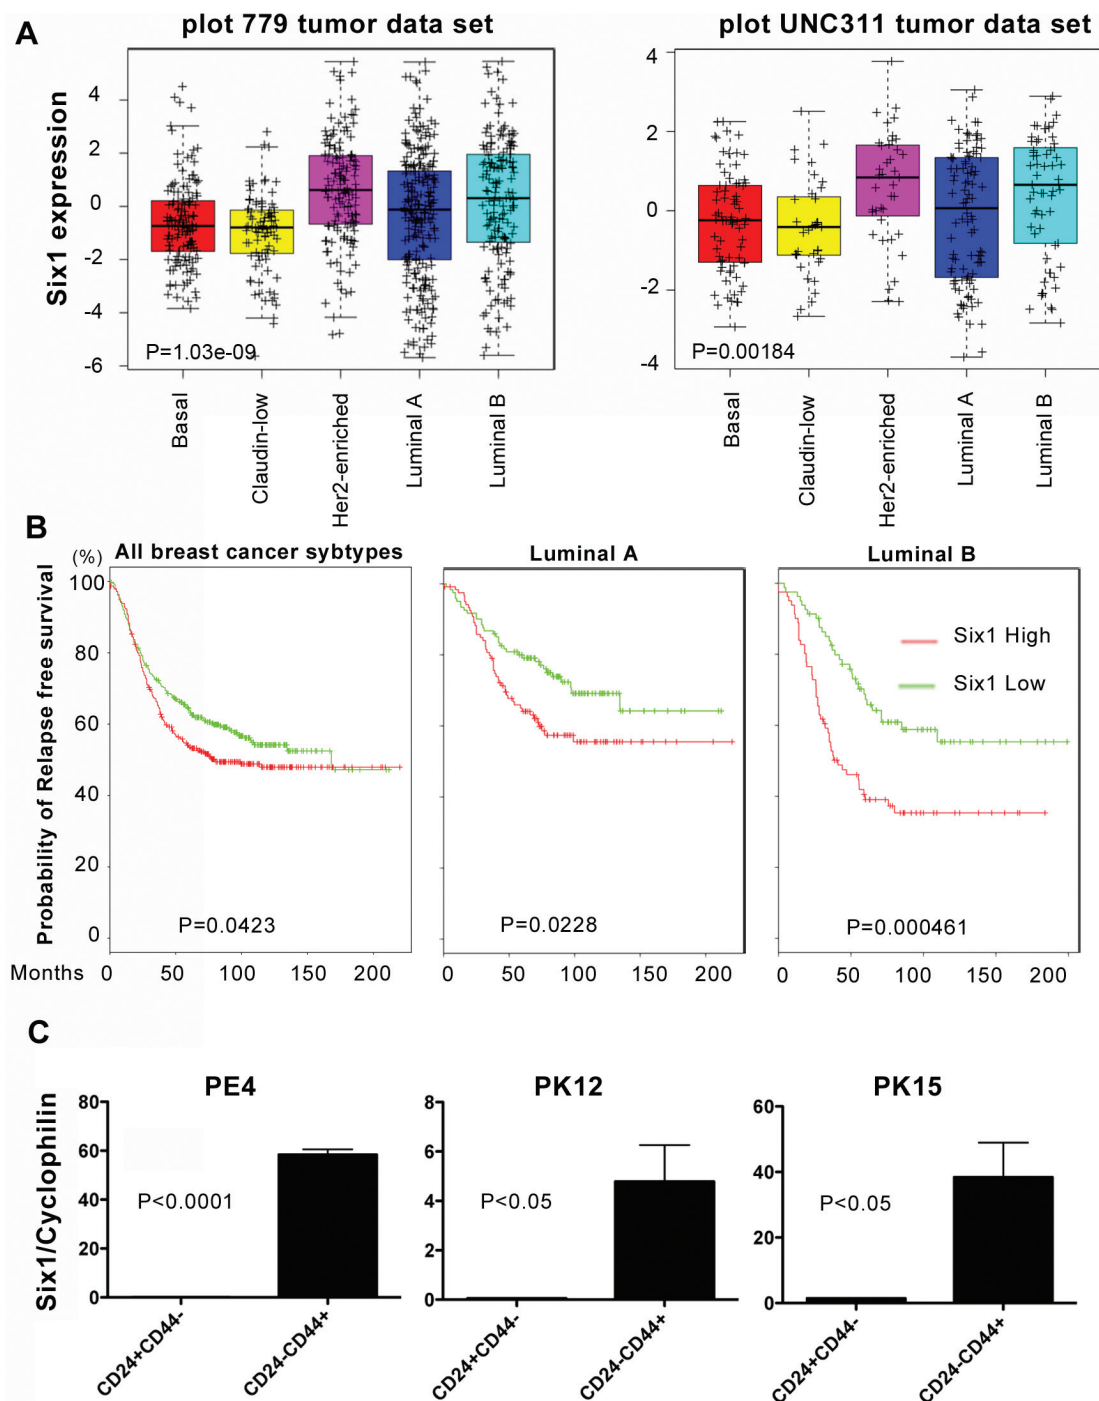 A
plot 779 tumor data set
plot UNC311 tumor data set
Six1 expression
4
2
0
-2
-4
-6
P=1.03e-09
Basal
Claudin-low
Her2-enriched
Luminal A
Luminal B
4
2
0
-2
-4
P=0.00184
Basal
Claudin-low
Her2-enriched
Luminal A
Luminal B
B
(%)
All breast cancer sybtypes
Luminal A
Luminal B
Probability of Relapse free survival
100
80
60
40
20
0
P=0.0423
P=0.0228
Six1 High
Six1 Low
P=0.000461
Months
0 50 100 150 200
0 50 100 150 200
0 50 100 150 200
C
PE4
PK12
PK15
Six1/Cyclophilin
80
60
40
20
0
P<0.0001
CD24+CD44-
CD24-CD44+
8
6
4
2
0
P<0.05
CD24+CD44-
CD24-CD44+
60
40
20
0
P<0.05
CD24+CD44-
CD24-CD44+